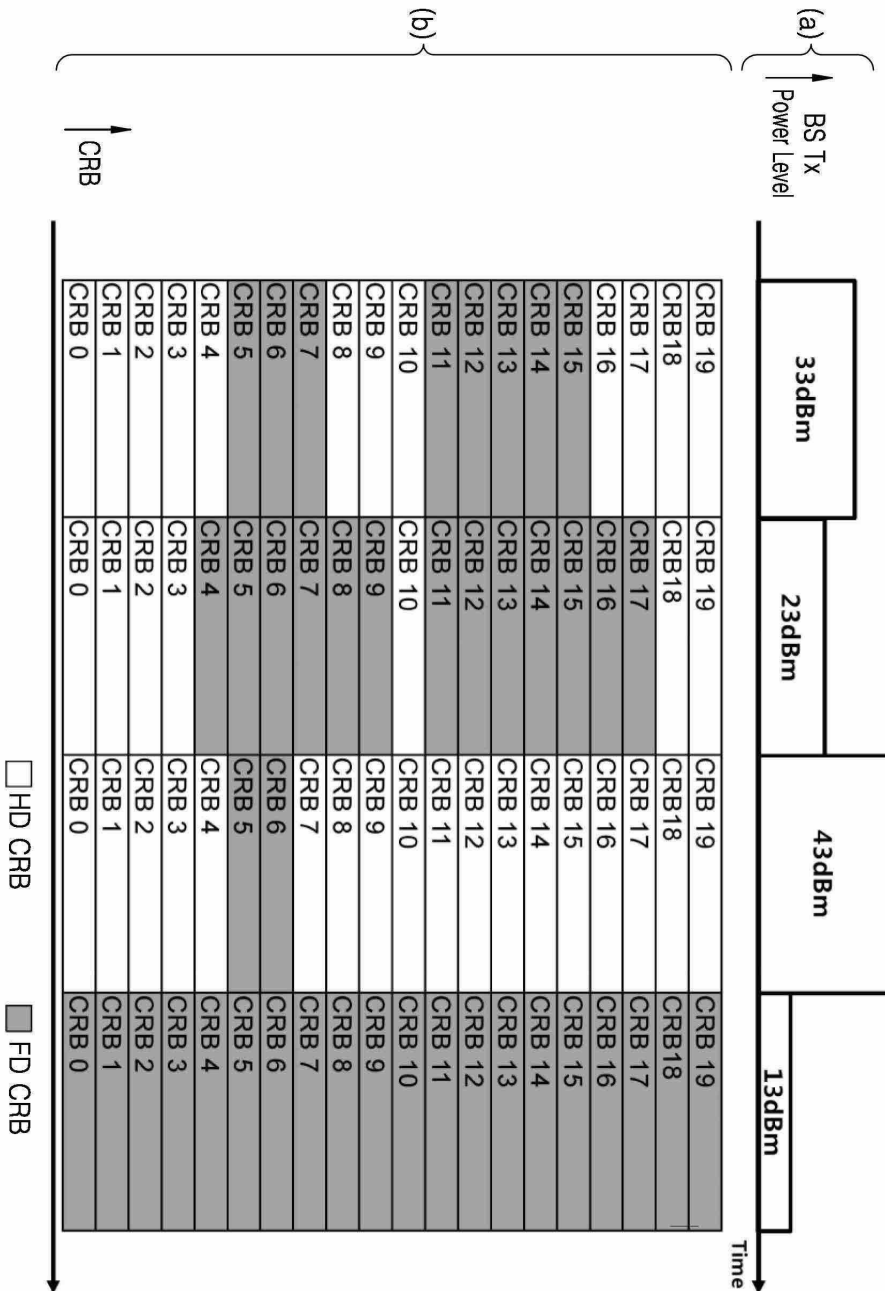 (a)
BS Tx
Power Level
33dBm 23dBm 43dBm 13dBm
Time
(b)
CRB 19 CRB 19 CRB 19 CRB 19
CRB18 CRB18 CRB18 CRB18
CRB 17 CRB 17 CRB 17 CRB 17
CRB 16 CRB 16 CRB 16 CRB 16
CRB 15 CRB 15 CRB 15 CRB 15
CRB 14 CRB 14 CRB 14 CRB 14
CRB 13 CRB 13 CRB 13 CRB 13
CRB 12 CRB 12 CRB 12 CRB 12
CRB 11 CRB 11 CRB 11 CRB 11
CRB 10 CRB 10 CRB 10 CRB 10
CRB 9 CRB 9 CRB 9 CRB 9
CRB 8 CRB 8 CRB 8 CRB 8
CRB 7 CRB 7 CRB 7 CRB 7
CRB 6 CRB 6 CRB 6 CRB 6
CRB 5 CRB 5 CRB 5 CRB 5
CRB 4 CRB 4 CRB 4 CRB 4
CRB 3 CRB 3 CRB 3 CRB 3
CRB 2 CRB 2 CRB 2 CRB 2
CRB 1 CRB 1 CRB 1 CRB 1
CRB 0 CRB 0 CRB 0 CRB 0
CRB
HD CRB FD CRB